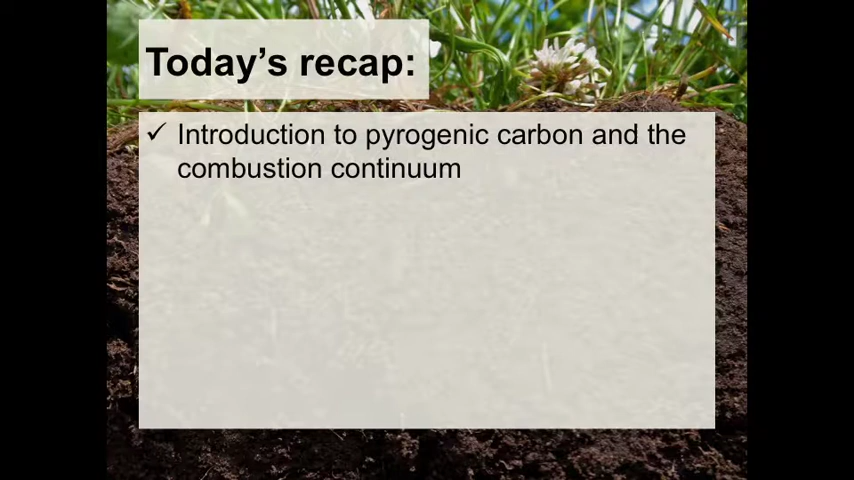 Today’s recap:
✓ Introduction to pyrogenic carbon and the
combustion continuum